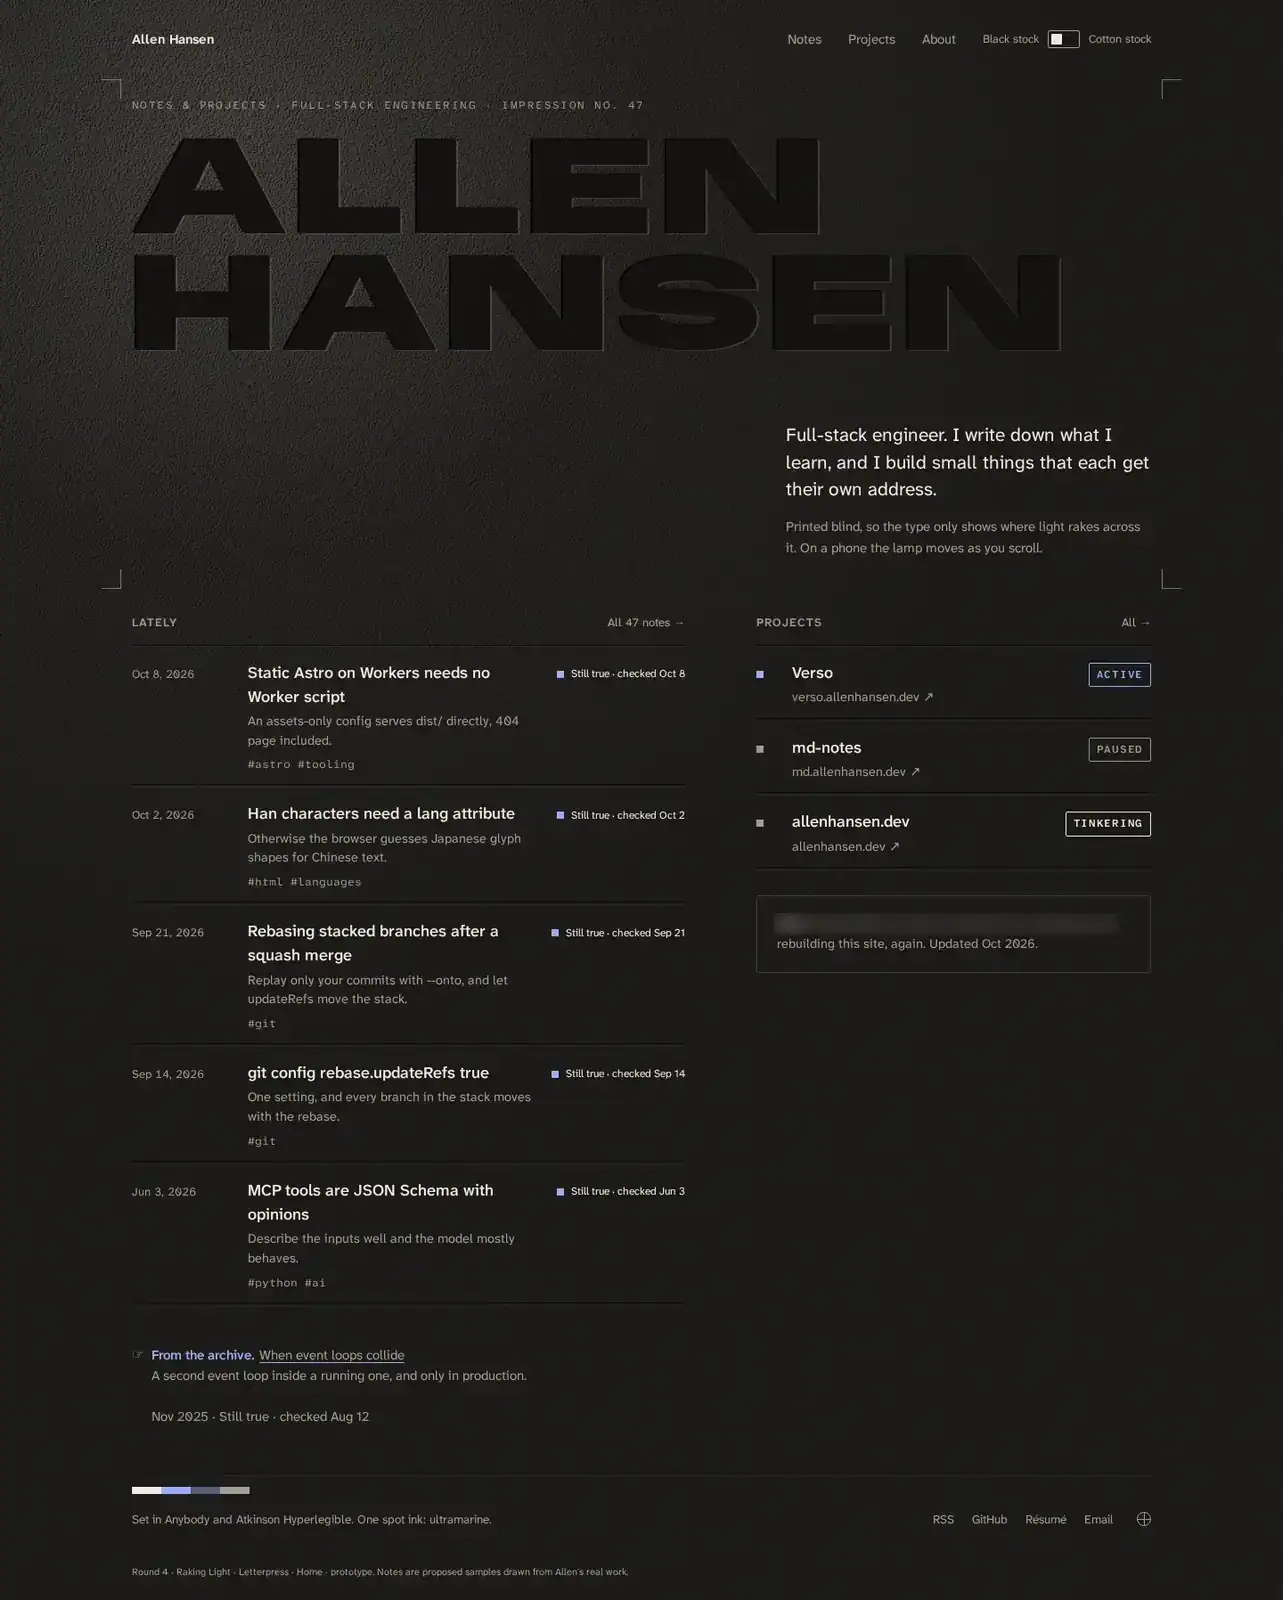 Allen Hansen
Notes Projects About Black stock Cotton stock
NOTES & PROJECTS · FULL-STACK ENGINEERING · IMPRESSION NO. 47
ALLEN
HANSEN
Full-stack engineer. I write down what I
learn, and I build small things that each get
their own address.
Printed blind, so the type only shows where light rakes across
it. On a phone the lamp moves as you scroll.
LATELY All 47 notes →
Oct 8, 2026
Static Astro on Workers needs no
Worker script
Still true · checked Oct 8
An assets-only config serves dist/ directly, 404
page included.
#astro #tooling
Oct 2, 2026
Han characters need a lang attribute
Still true · checked Oct 2
Otherwise the browser guesses Japanese glyph
shapes for Chinese text.
#html #languages
Sep 21, 2026
Rebasing stacked branches after a
squash merge
Still true · checked Sep 21
Replay only your commits with --onto, and let
updateRefs move the stack.
#git
Sep 14, 2026
git config rebase.updateRefs true
Still true · checked Sep 14
One setting, and every branch in the stack moves
with the rebase.
#git
Jun 3, 2026
MCP tools are JSON Schema with
opinions
Still true · checked Jun 3
Describe the inputs well and the model mostly
behaves.
#python #ai
PROJECTS All →
Verso ACTIVE
verso.allenhansen.dev ↗
md-notes PAUSED
md.allenhansen.dev ↗
allenhansen.dev TINKERING
allenhansen.dev ↗
rebuilding this site, again. Updated Oct 2026.
☞ From the archive. When event loops collide
A second event loop inside a running one, and only in production.
Nov 2025 · Still true · checked Aug 12
Set in Anybody and Atkinson Hyperlegible. One spot ink: ultramarine.
RSS GitHub Résumé Email
Round 4 · Raking Light · Letterpress · Home · prototype. Notes are proposed samples drawn from Allen's real work.